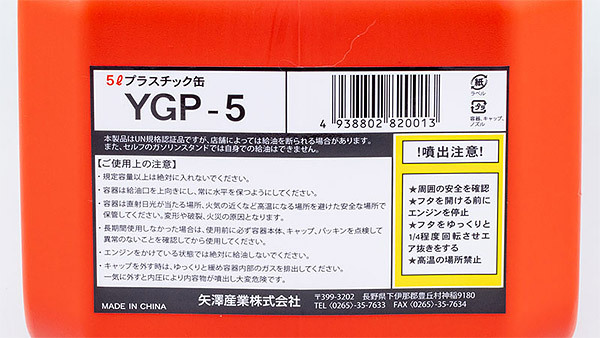 5ℓプラスチック缶
YGP-5
4 938802 820013
紙
ラベル
プラ
容器、キャップ、
ノズル
本製品はUN規格認証品ですが、店舗によっては給油を断られる場合があります。
また、セルフのガソリンスタンドでは自身での給油はできません。
【ご使用上の注意】
・規定容量以上は絶対に入れないでください。
・容器は給油口を上向きにし、常に水平を保つようにしてください。
・容器は直射日光が当たる場所、火気の近くなど高温になる場所を避けた安全な場所で
保管してください。変形や破裂、火災の原因となります。
・長期間使用しなかった場合は、使用前に必ず容器本体、キャップ、パッキンを点検して
異常のないことを確認してから使用してください。
・エンジンをかけている状態では絶対に給油しないでください。
・キャップを外す時は、ゆっくりと緩め容器内部のガスを排出してください。
一気に外すと内圧により内容物が噴出し大変危険です。
!噴出注意!
★周囲の安全を確認
★フタを開ける前に
エンジンを停止
★フタをゆっくりと
1/4程度回転させエ
ア抜きをする
★高温の場所禁止
MADE IN CHINA
矢澤産業株式会社
〒399-3202 長野県下伊那郡豊丘村神稲9180
TEL (0265)-35-7633 FAX (0265)-35-7634